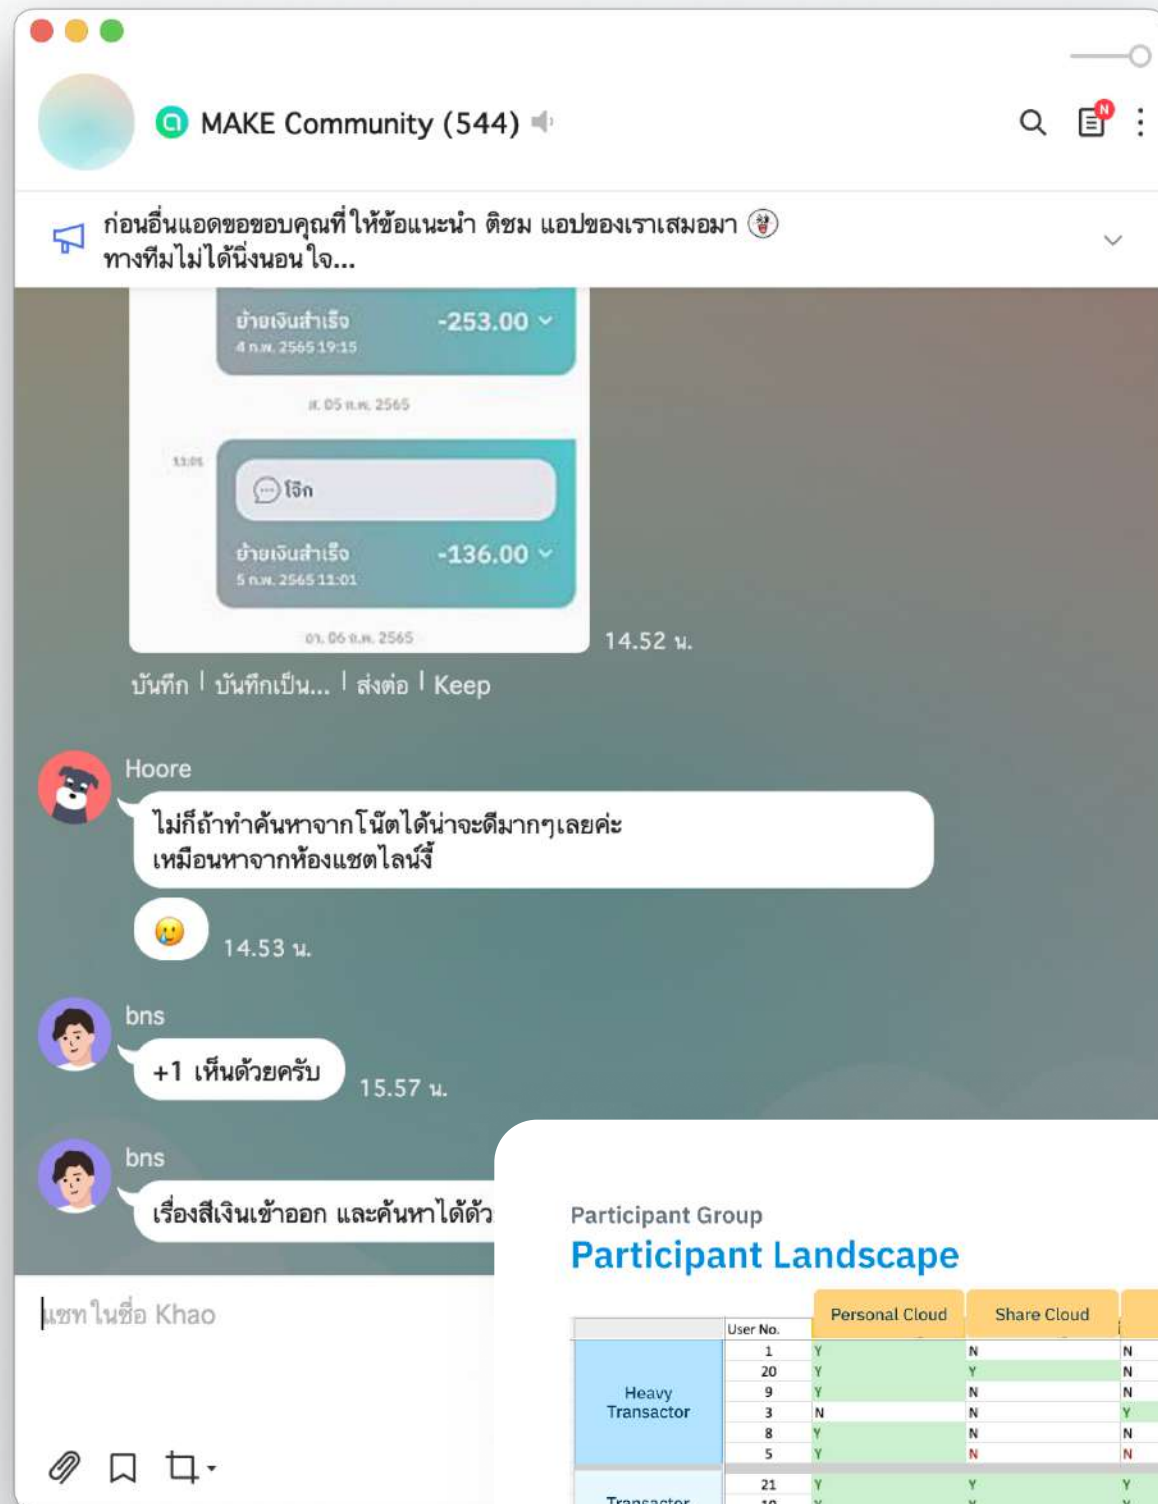 MAKE Community (544)
N
ก่อนอื่นแอดขอขอบคุณที่ให้ข้อแนะนำ ติชม แอปของเราเสมอมา
ทางทีมไม่ได้นิ่งนอนใจ...
ย้ายเงินสำเร็จ -253.00
4 ก.พ. 2565 19:15
ส. 05 ก.พ. 2565
โจ๊ก
ย้ายเงินสำเร็จ -136.00
5 ก.พ. 2565 11:01
อา. 06 ก.พ. 2565
14.52 น.
บันทึก | บันทึกเป็น... | ส่งต่อ | Keep
Hoore
ไม่ก็ถ้าทำค้นหาจากโน๊ตได้น่าจะดีมากๆเลยค่ะ
เหมือนหาจากห้องแชตไลน์งี้
14.53 น.
bns
+1 เห็นด้วยครับ
15.57 น.
bns
เรื่องสีเงินเข้าออก และค้นหาได้ด้ว
แชทในชื่อ Khao
Participant Group
Participant Landscape
User No. Personal Cloud Share Cloud
Heavy Transactor
1 Y N N
20 Y Y N
9 Y N N
3 N N Y
8 Y N N
5 Y N N
21 Y Y Y
Transactor